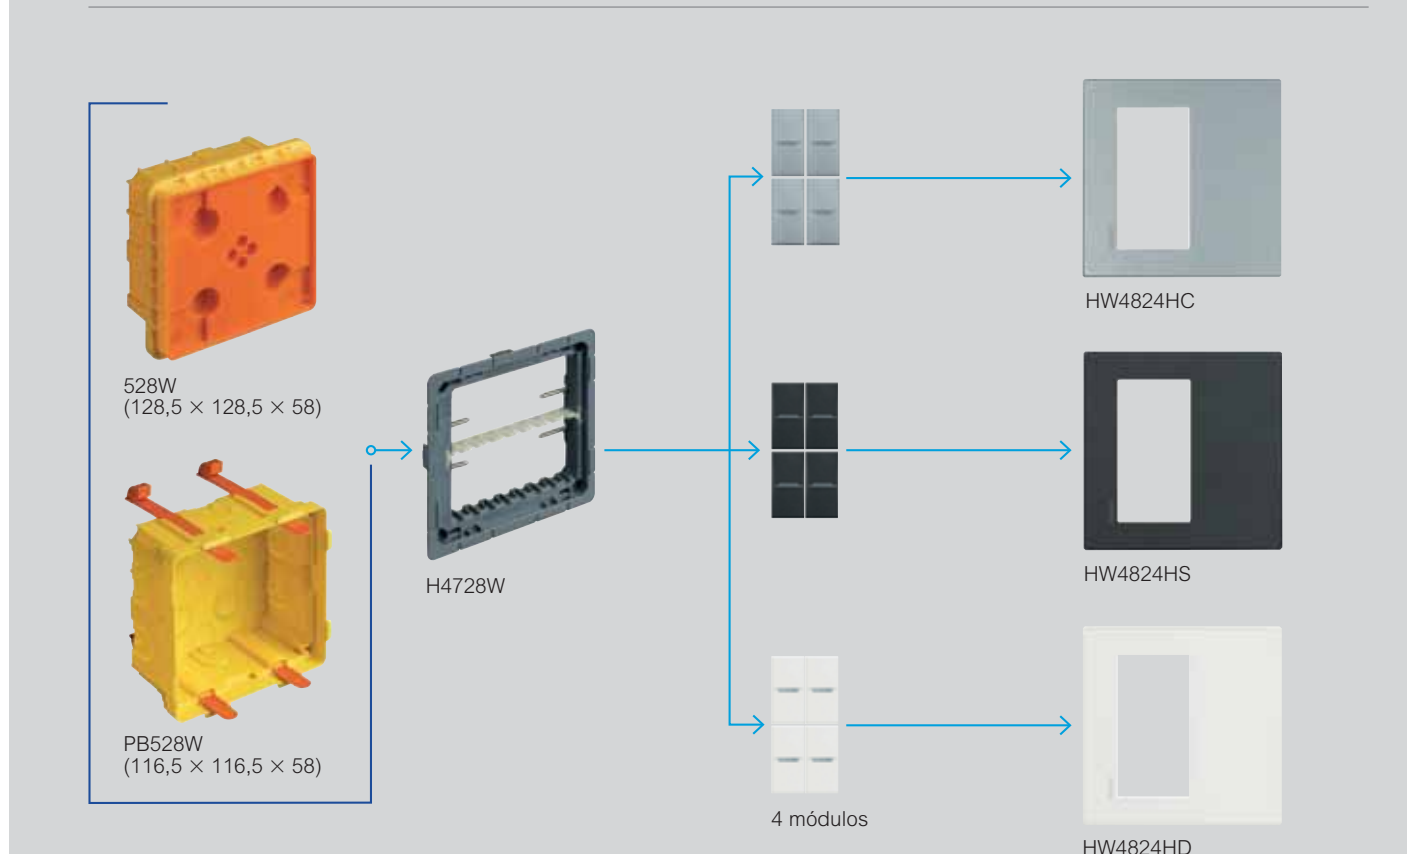 528W
(128,5 × 128,5 × 58)
PB528W
(116,5 × 116,5 × 58)
H4728W
4 módulos
HW4824HC
HW4824HS
HW4824HD